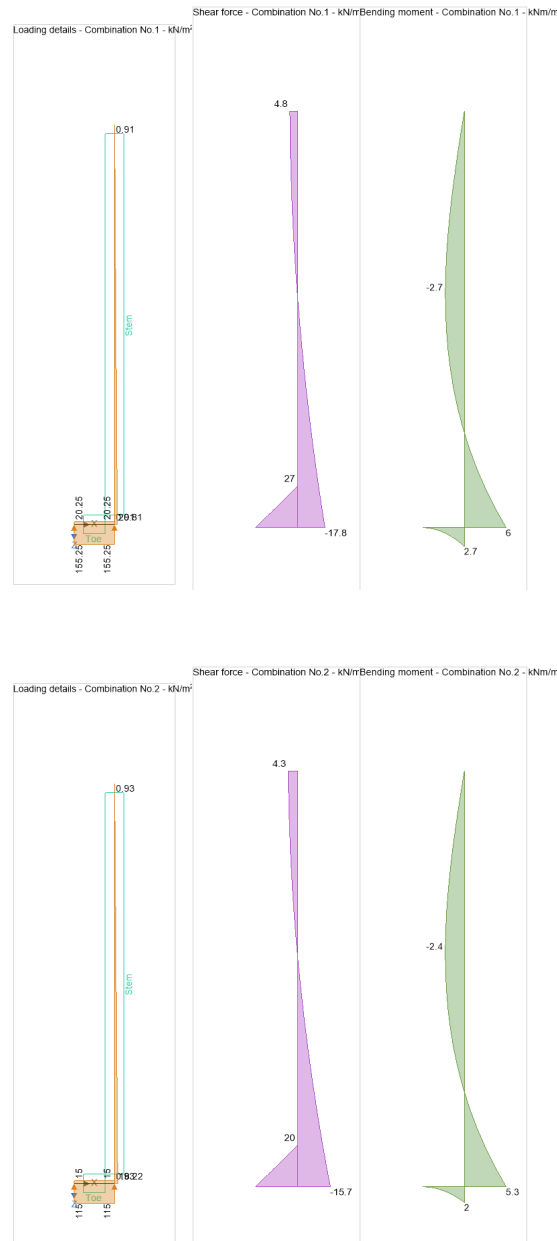 Shear force - Combination No.1 - kN/m
Bending moment - Combination No.1 - kNm/m
Loading details - Combination No.1 - kN/m²
4.8
0.91
-2.7
Stem
27
20.25
20.25
X
Toe
155.25
155.25
-17.8
6
2.7
Shear force - Combination No.2 - kN/m
Bending moment - Combination No.2 - kNm/m
Loading details - Combination No.2 - kN/m²
4.3
0.93
-2.4
Stem
20
15
15
X
Toe
115
115
-15.7
5.3
2